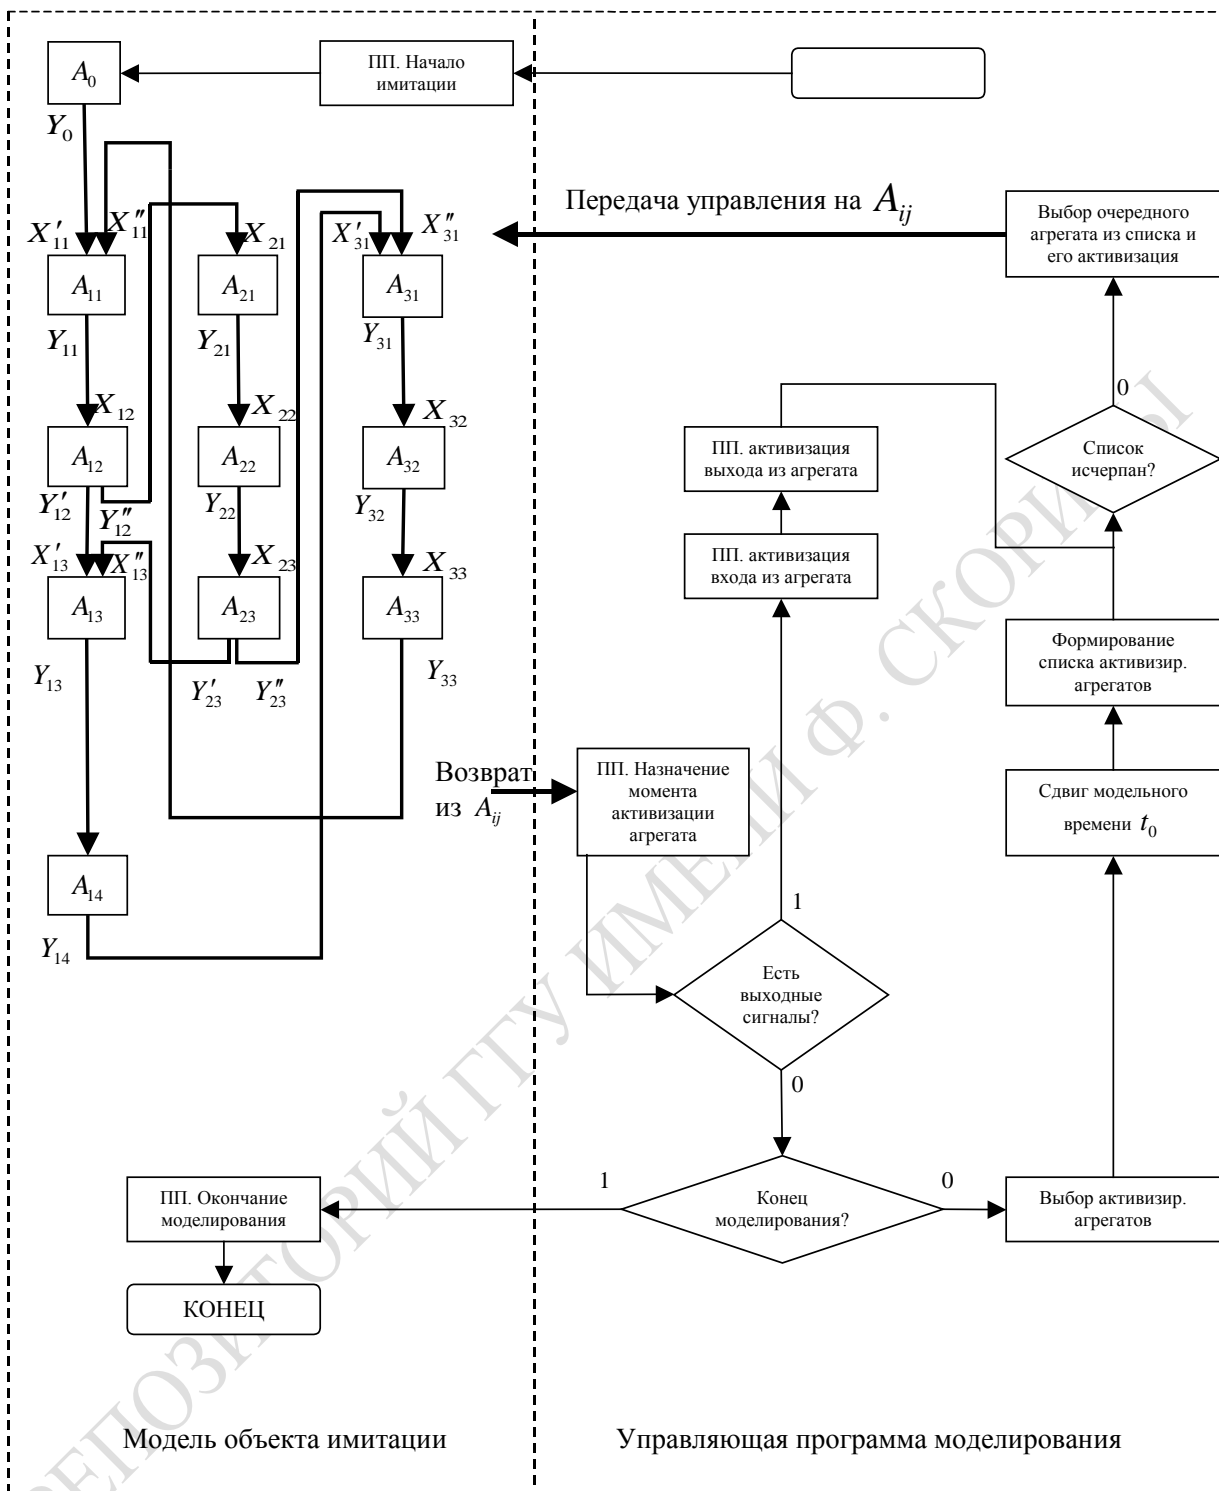 A₀
ПП. Начало
имитации
Y₀
Передача управления на Aᵢⱼ
Выбор очередного
агрегата из списка и
его активизация
X′₁₁
X″₁₁
X₂₁
X′₃₁
X″₃₁
A₁₁
A₂₁
A₃₁
Y₁₁
Y₂₁
Y₃₁
0
X₁₂
X₂₂
X₃₂
ПП. активизация
выхода из агрегата
Список
исчерпан?
A₁₂
A₂₂
A₃₂
Y′₁₂
Y″₁₂
Y₂₂
Y₃₂
X′₁₃
X″₁₃
X₂₃
X₃₃
ПП. активизация
входа из агрегата
A₁₃
A₂₃
A₃₃
Формирование
списка активизир.
агрегатов
Y₁₃
Y′₂₃
Y″₂₃
Y₃₃
Возврат
из Aᵢⱼ
ПП. Назначение
момента
активизации
агрегата
Сдвиг модельного
времени t₀
A₁₄
Y₁₄
1
Есть
выходные
сигналы?
0
ПП. Окончание
моделирования
1
Конец
моделирования?
0
Выбор активизир.
агрегатов
КОНЕЦ
Модель объекта имитации
Управляющая программа моделирования
РЕПОЗИТОРИЙ ГГУ ИМЕНИ Ф. СКОРИНЫ